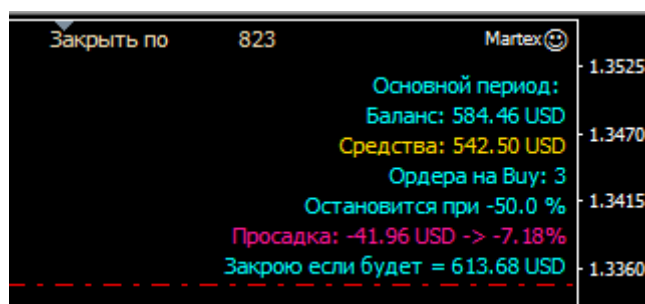 Закрыть по 823 Martex☺
1.3525
Основной период:
Баланс: 584.46 USD
1.3470
Средства: 542.50 USD
Ордера на Buy: 3
1.3415
Остановится при -50.0 %
Просадка: -41.96 USD -> -7.18%
Закрою если будет = 613.68 USD
1.3360